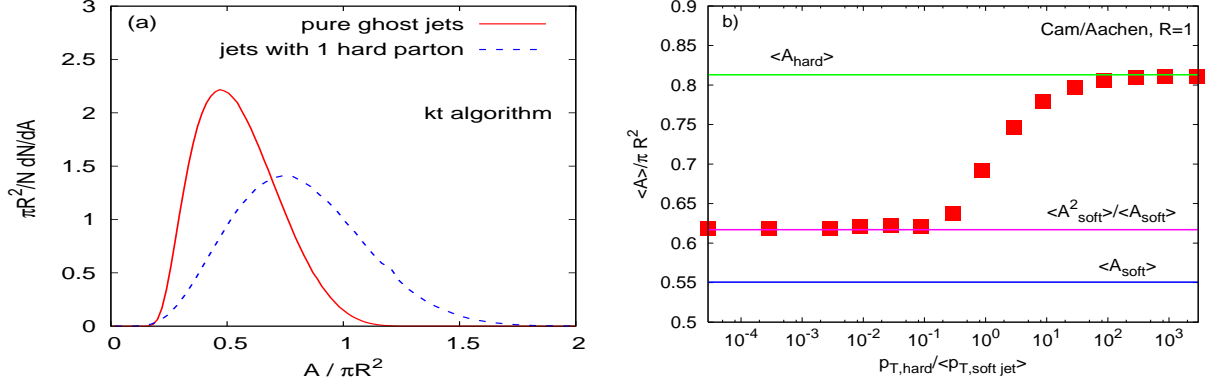 (a)
pure ghost jets
jets with 1 hard parton
kt algorithm
πR²/N dN/dA
3
2.5
2
1.5
1
0.5
0
0 0.5 1 1.5 2
A / πR²
b)
Cam/Aachen, R=1
<A_hard>
<A²_soft>/<A_soft>
<A_soft>
<A>/π R²
0.9
0.85
0.8
0.75
0.7
0.65
0.6
0.55
0.5
10⁻⁴ 10⁻³ 10⁻² 10⁻¹ 10⁰ 10¹ 10² 10³
p_T,hard/<p_T,soft jet>